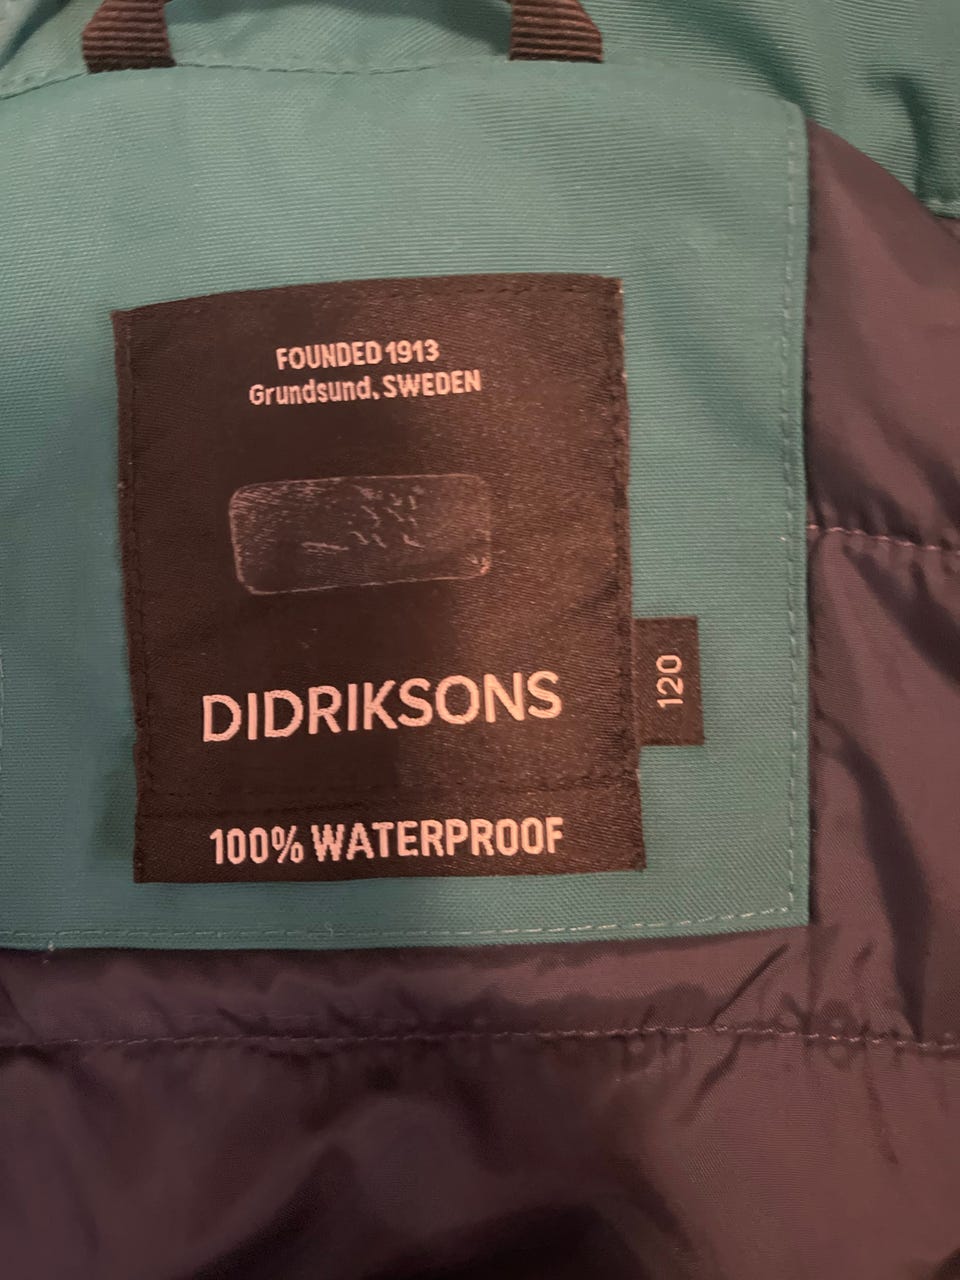 FOUNDED 1913
Grundsund, SWEDEN
DIDRIKSONS
120
100% WATERPROOF